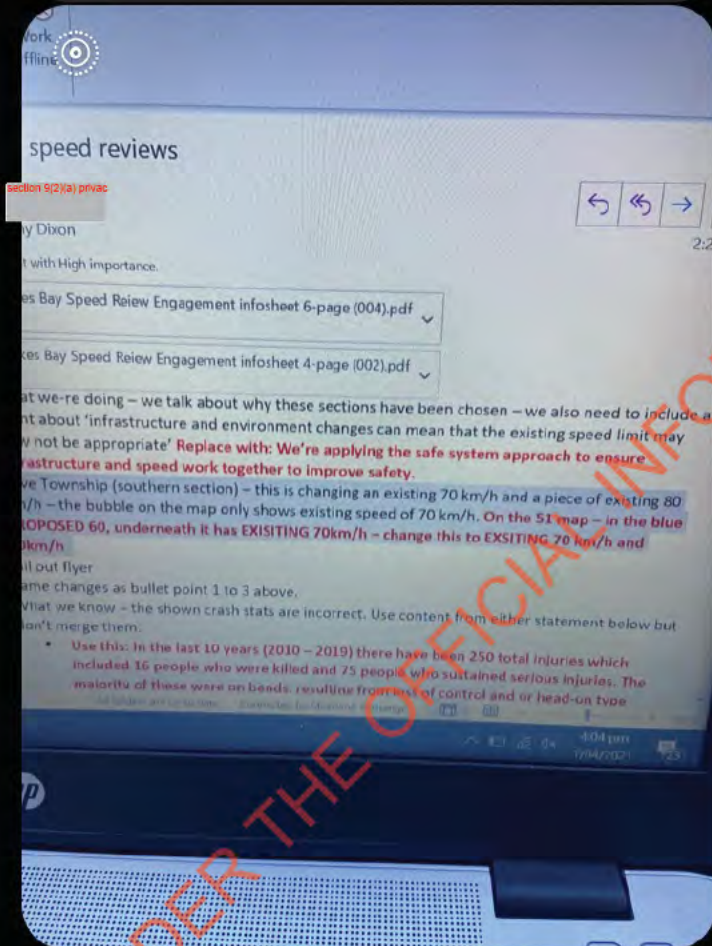 Work
ffline
speed reviews
section 9(2)(a) privac
y Dixon
t with High importance.
2:2
es Bay Speed Reiew Engagement infosheet 6-page (004).pdf
kes Bay Speed Reiew Engagement infosheet 4-page (002).pdf
at we-re doing – we talk about why these sections have been chosen – we also need to include a
nt about 'infrastructure and environment changes can mean that the existing speed limit may
not be appropriate' Replace with: We're applying the safe system approach to ensure
rastructure and speed work together to improve safety.
ve Township (southern section) – this is changing an existing 70 km/h and a piece of existing 80
/h – the bubble on the map only shows existing speed of 70 km/h. On the 51 map – in the blue
OPOSED 60, underneath it has EXISITING 70km/h – change this to EXSITING 70 km/h and
km/h
il out flyer
ame changes as bullet point 1 to 3 above.
What we know – the shown crash stats are incorrect. Use content from either statement below but
don't merge them.
• Use this: In the last 10 years (2010 – 2019) there have been 250 total injuries which
included 16 people who were killed and 75 people who sustained serious injuries. The
majority of these were on bends, resulting from loss of control and or head-on type
4:04 pm
hp
DER THE OFFICIAL INFO